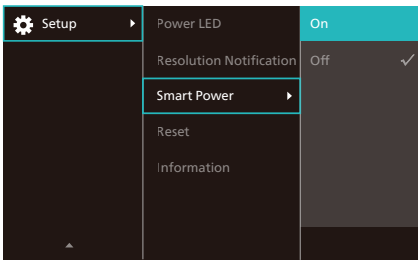 Setup
Power LED
Resolution Notification
Smart Power
Reset
Information
On
Off